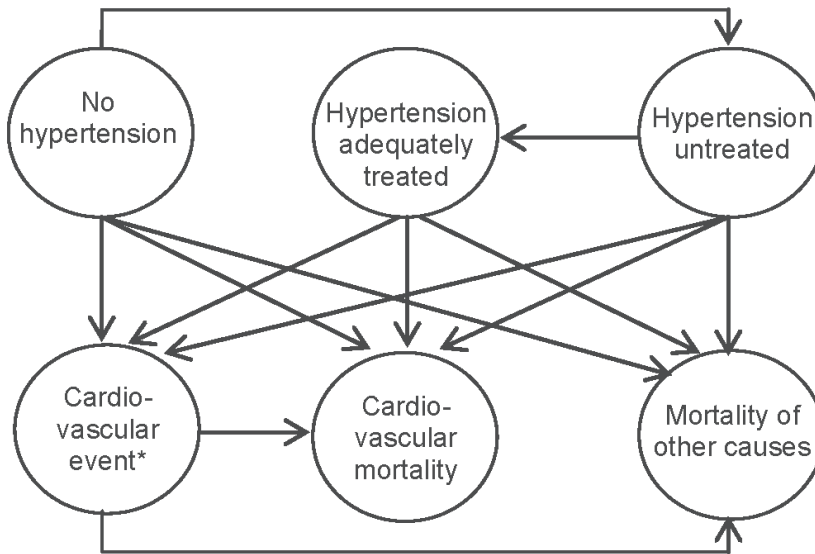 No
hypertension
Hypertension
adequately
treated
Hypertension
untreated
Cardio-
vascular
event*
Cardio-
vascular
mortality
Mortality of
other causes